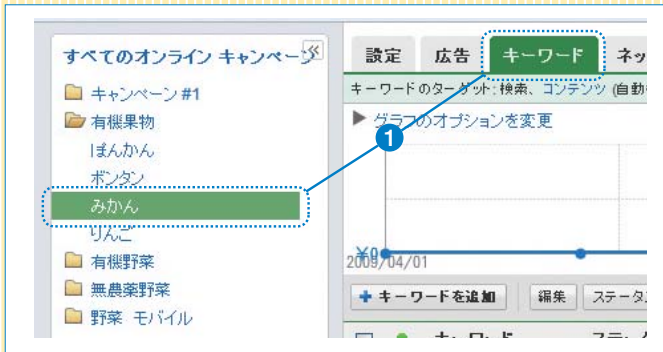 すべてのオンライン キャンペーン
キャンペーン #1
有機果物
ぽんかん
ボンタン
みかん
りんご
有機野菜
無農薬野菜
野菜 モバイル
設定 広告 キーワード ネッ
キーワードのターゲット: 検索、コンテンツ (自動
▶ グラフのオプションを変更
1
¥0
2009/04/01
+ キーワードを追加 編集 ステータ
キーワード ステータ